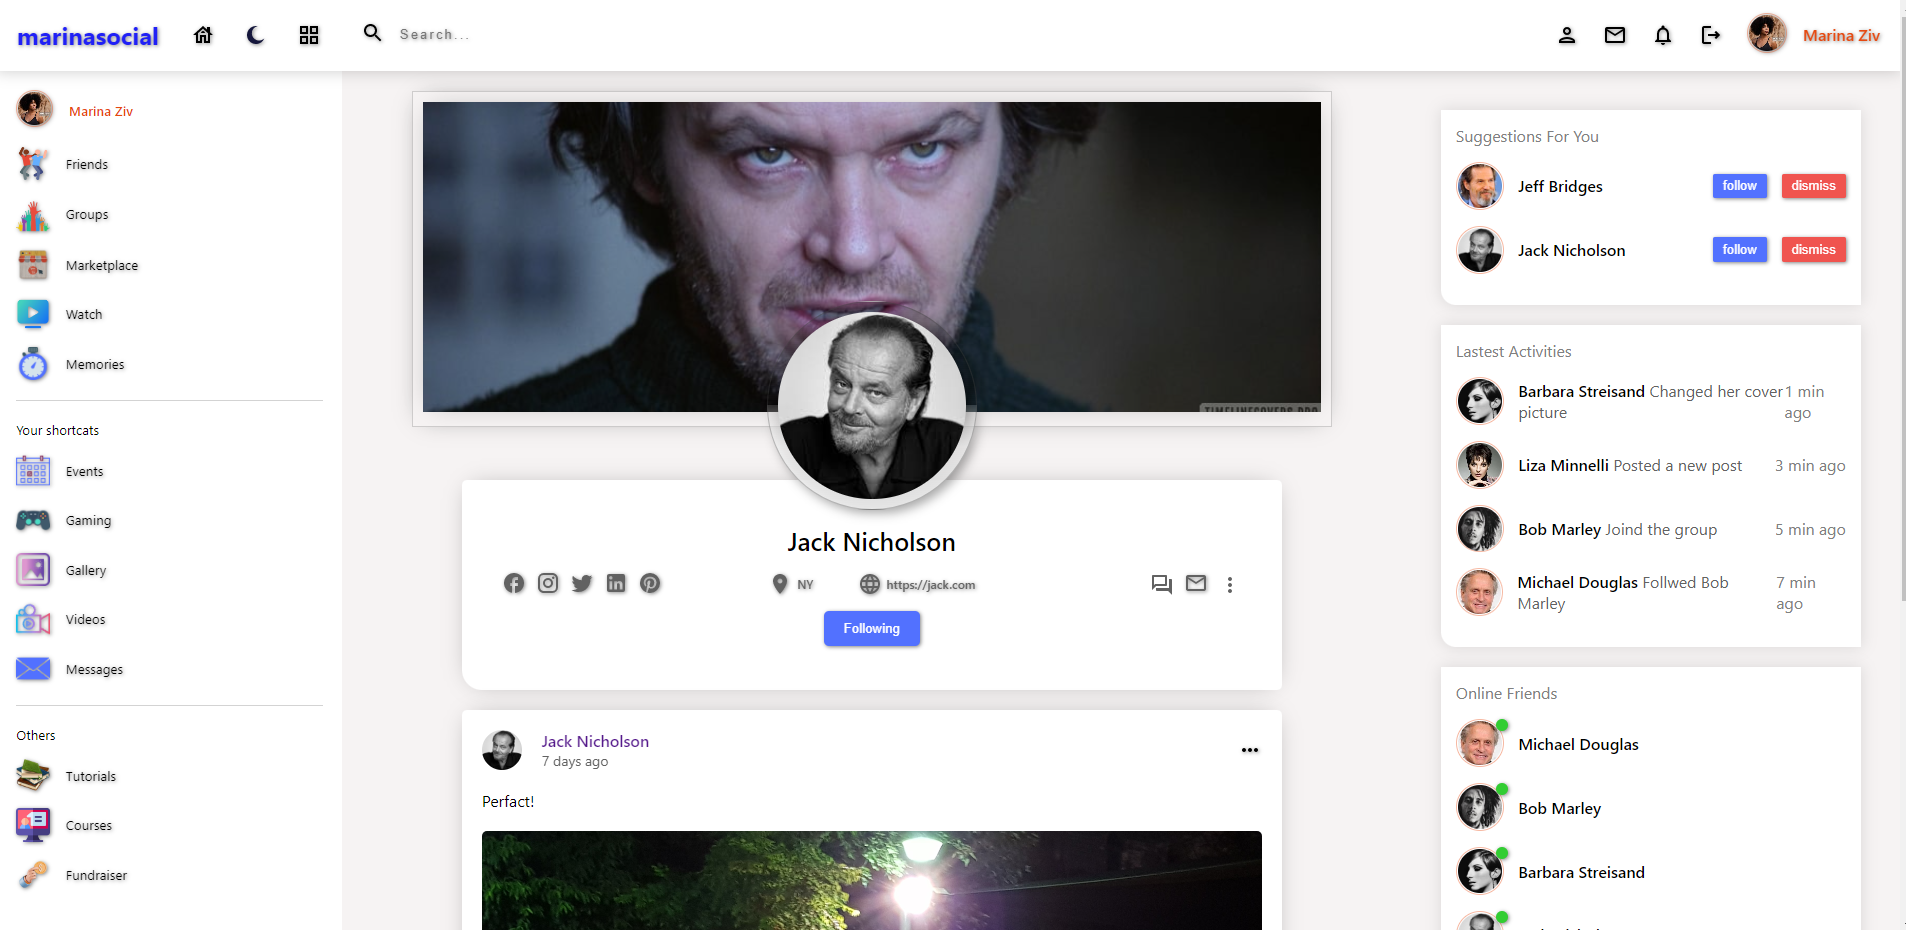 marinasocial
Search...
Marina Ziv
Marina Ziv
Friends
Groups
Marketplace
Watch
Memories
Your shortcats
Events
Gaming
Gallery
Videos
Messages
Others
Tutorials
Courses
Fundraiser
TIMELINECOVERS.PRO
Jack Nicholson
NY
https://jack.com
Following
Jack Nicholson
7 days ago
Perfact!
Suggestions For You
Jeff Bridges
follow
dismiss
Jack Nicholson
follow
dismiss
Lastest Activities
Barbara Streisand Changed her cover 1 min
picture ago
Liza Minnelli Posted a new post 3 min ago
Bob Marley Joind the group 5 min ago
Michael Douglas Follwed Bob 7 min
Marley ago
Online Friends
Michael Douglas
Bob Marley
Barbara Streisand